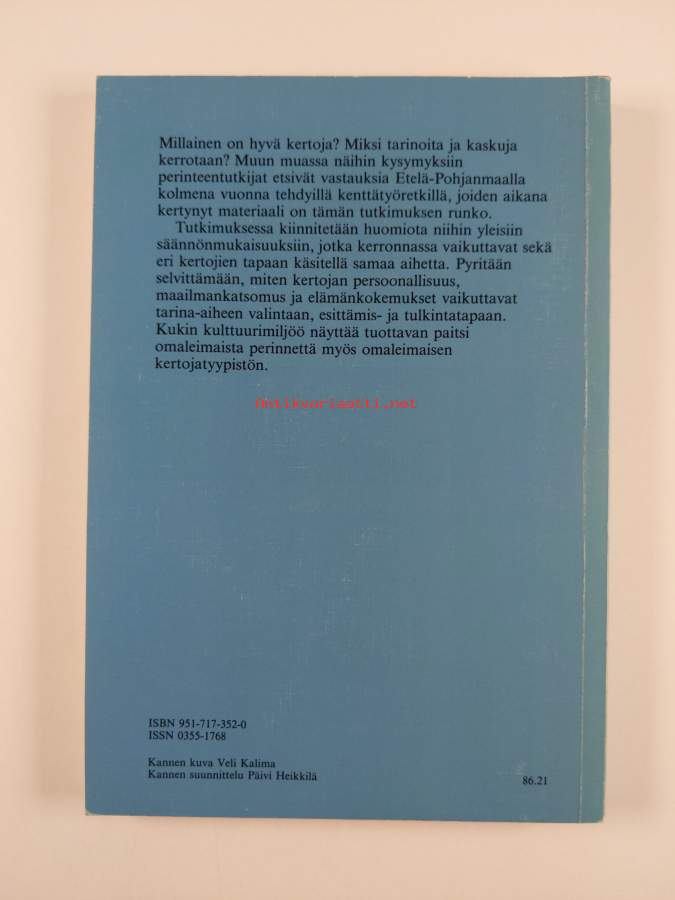 Millainen on hyvä kertoja? Miksi tarinoita ja kaskuja
kerrotaan? Muun muassa näihin kysymyksiin
perinteentutkijat etsivät vastauksia Etelä-Pohjanmaalla
kolmena vuonna tehdyillä kenttätyöretkillä, joiden aikana
kertynyt materiaali on tämän tutkimuksen runko.
Tutkimuksessa kiinnitetään huomiota niihin yleisiin
säännönmukaisuuksiin, jotka kerronnassa vaikuttavat sekä
eri kertojien tapaan käsitellä samaa aihetta. Pyritään
selvittämään, miten kertojan persoonallisuus,
maailmankatsomus ja elämänkokemukset vaikuttavat
tarina-aiheen valintaan, esittämis- ja tulkintatapaan.
Kukin kulttuurimiljöö näyttää tuottavan paitsi
omaleimaista perinnettä myös omaleimaisen
kertojatyypistön.
Antikvariaatti.net
ISBN 951-717-352-0
ISSN 0355-1768
Kannen kuva Veli Kalima
Kannen suunnittelu Päivi Heikkilä
86.21